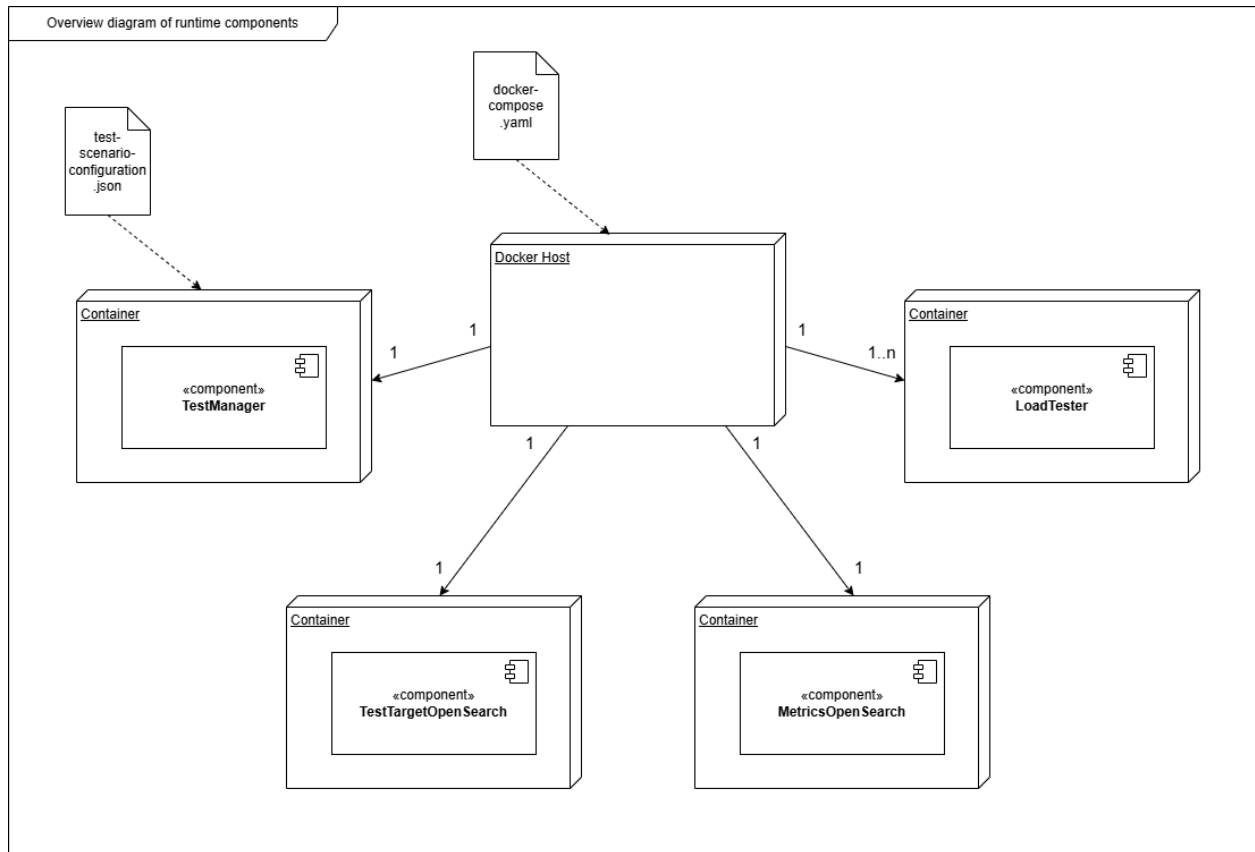 Overview diagram of runtime components
docker-
compose
.yaml
test-
scenario-
configuration
.json
Docker Host
Container
«component»
TestManager
1
1
1
1..n
Container
«component»
LoadTester
1
1
1
1
Container
«component»
TestTargetOpenSearch
Container
«component»
MetricsOpenSearch